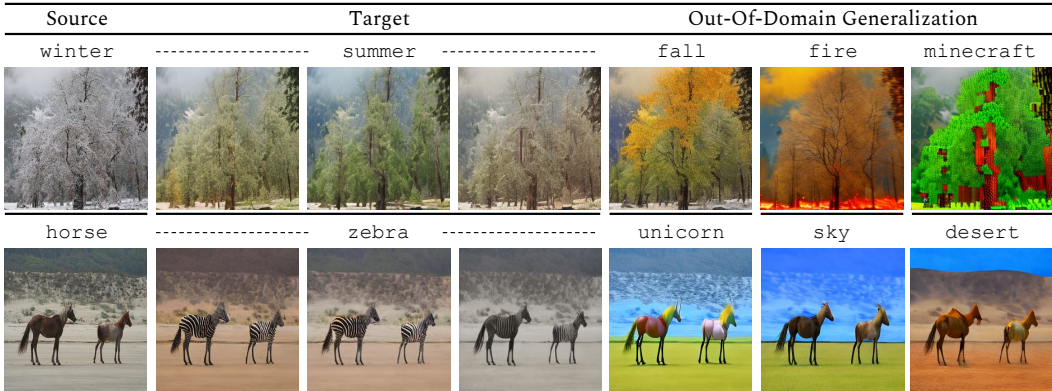 Source Target Out-Of-Domain Generalization
winter summer fall fire minecraft
horse zebra unicorn sky desert